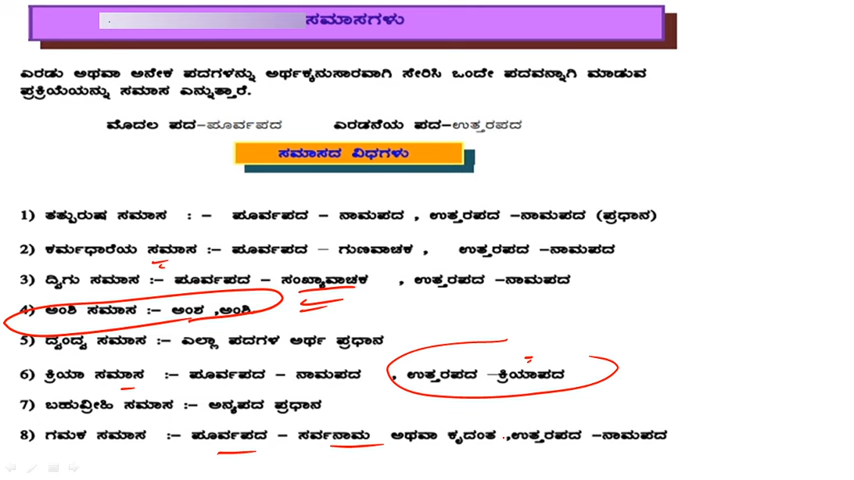 ಸಮಾಸಗಳು
ಎರಡು ಅಥವಾ ಅನೇಕ ಪದಗಳನ್ನು ಅರ್ಥಕ್ಕನುಸಾರವಾಗಿ ಸೇರಿಸಿ ಒಂದೇ ಪದವನ್ನಾಗಿ ಮಾಡುವ
ಪ್ರಕ್ರಿಯೆಯನ್ನು ಸಮಾಸ ಎನ್ನುತ್ತಾರೆ.
ಮೊದಲ ಪದ-ಪೂರ್ವಪದ ಎರಡನೆಯ ಪದ-ಉತ್ತರಪದ
ಸಮಾಸದ ವಿಧಗಳು
1) ತತ್ಪುರುಷ ಸಮಾಸ : – ಪೂರ್ವಪದ – ನಾಮಪದ , ಉತ್ತರಪದ –ನಾಮಪದ (ಪ್ರಧಾನ)
2) ಕರ್ಮಧಾರೆಯ ಸಮಾಸ :– ಪೂರ್ವಪದ – ಗುಣವಾಚಕ , ಉತ್ತರಪದ –ನಾಮಪದ
3) ದ್ವಿಗು ಸಮಾಸ :– ಪೂರ್ವಪದ – ಸಂಖ್ಯಾವಾಚಕ , ಉತ್ತರಪದ –ನಾಮಪದ
4) ಅಂಶಿ ಸಮಾಸ :– ಅಂಶ ,ಅಂಶಿ
5) ದ್ವಂದ್ವ ಸಮಾಸ :– ಎಲ್ಲಾ ಪದಗಳ ಅರ್ಥ ಪ್ರಧಾನ
6) ಕ್ರಿಯಾ ಸಮಾಸ :– ಪೂರ್ವಪದ – ನಾಮಪದ , ಉತ್ತರಪದ –ಕ್ರಿಯಾಪದ
7) ಬಹುವ್ರೀಹಿ ಸಮಾಸ :– ಅನ್ಯಪದ ಪ್ರಧಾನ
8) ಗಮಕ ಸಮಾಸ :– ಪೂರ್ವಪದ – ಸರ್ವನಾಮ ಅಥವಾ ಕೃದಂತ ,ಉತ್ತರಪದ –ನಾಮಪದ